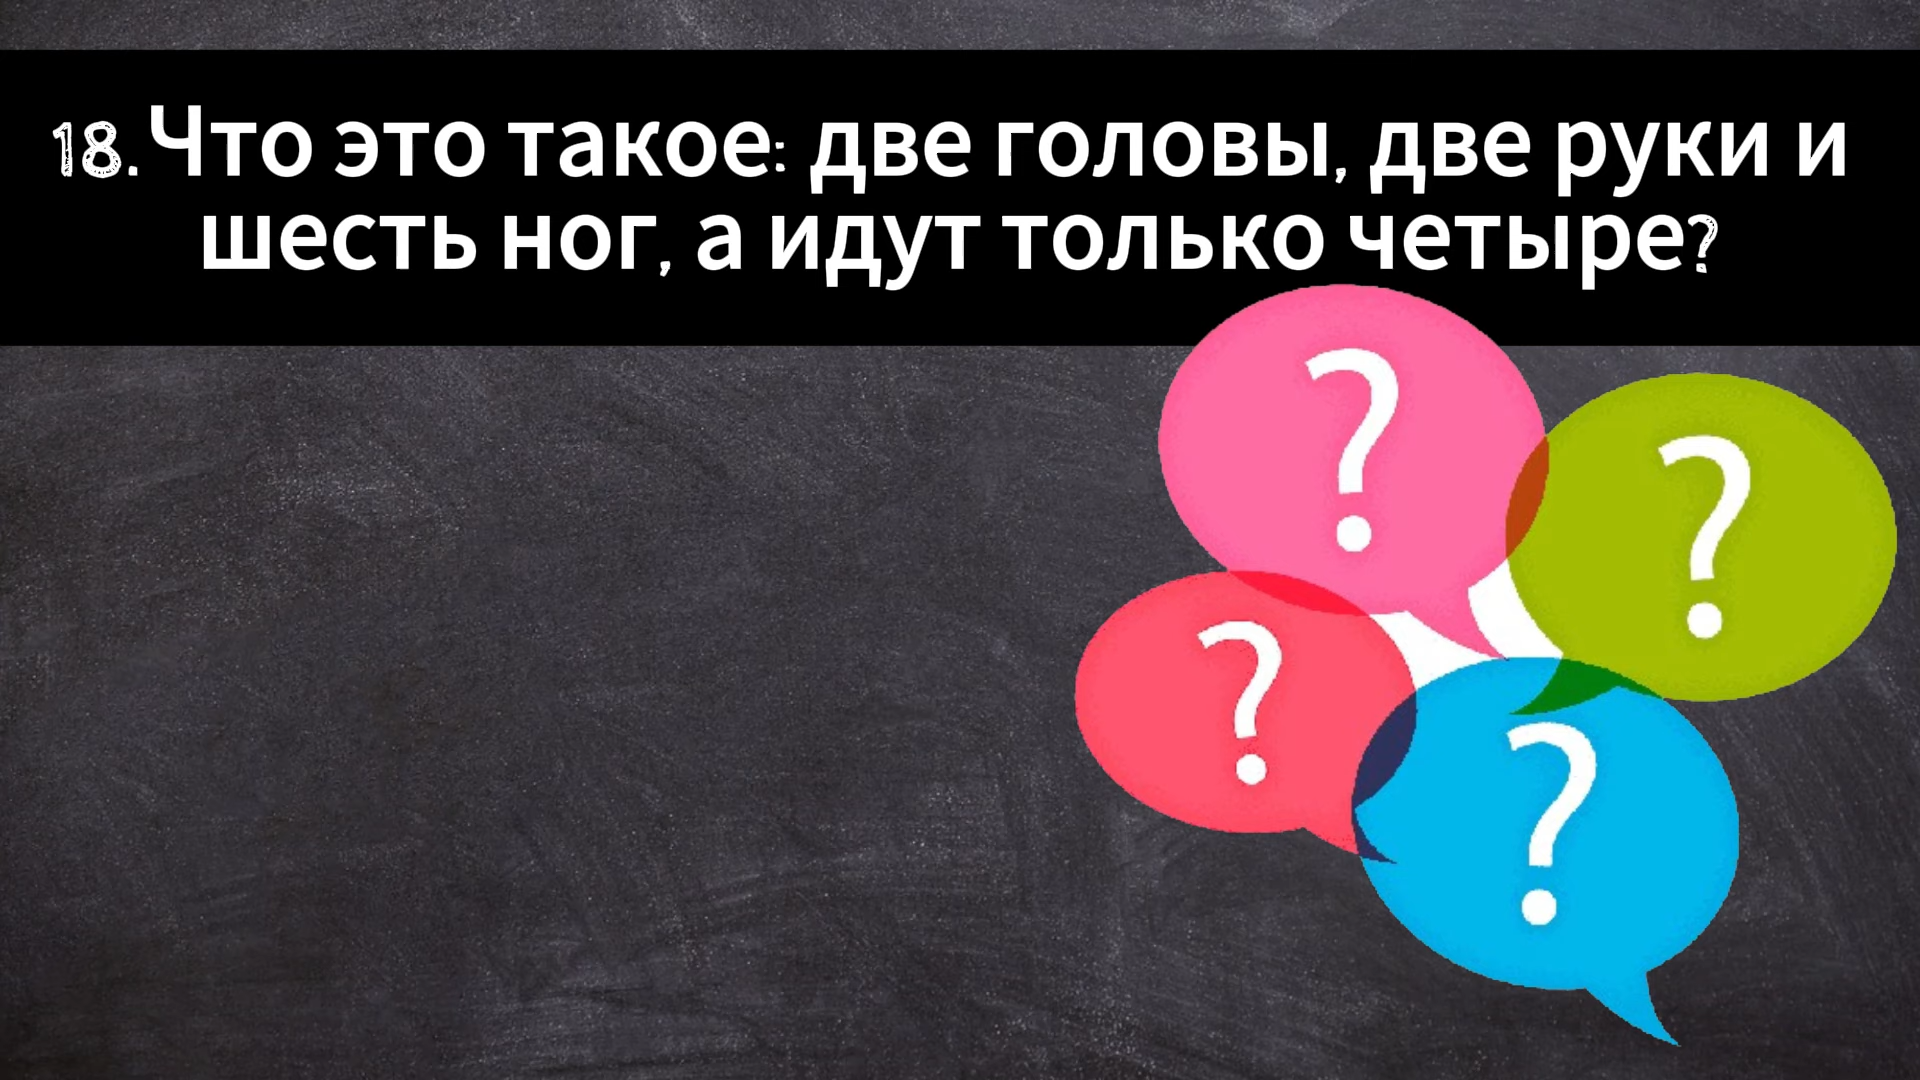 18. Что это такое: две головы, две руки и
шесть ног, а идут только четыре?
? 
?
?
?